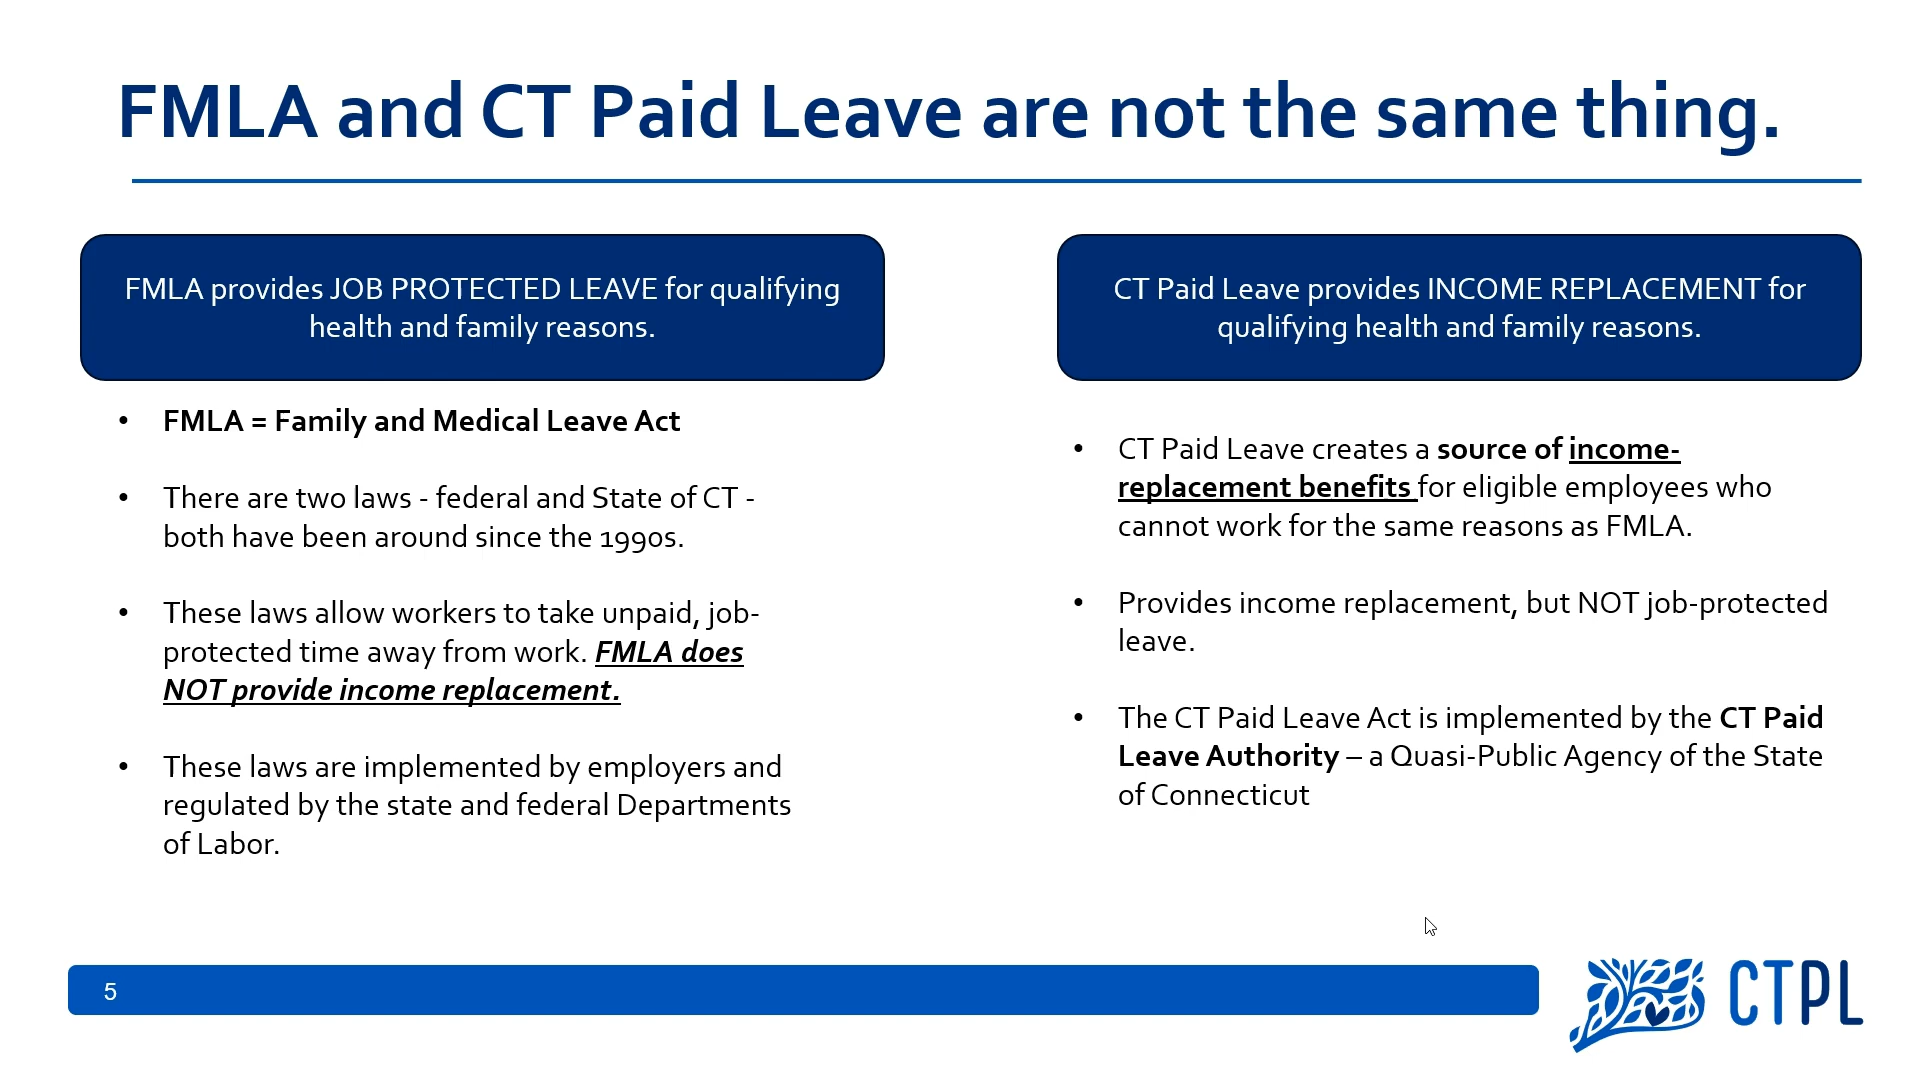 FMLA and CT Paid Leave are not the same thing.
FMLA provides JOB PROTECTED LEAVE for qualifying
health and family reasons.
• FMLA = Family and Medical Leave Act
• There are two laws - federal and State of CT -
both have been around since the 1990s.
• These laws allow workers to take unpaid, job-
protected time away from work. FMLA does
NOT provide income replacement.
• These laws are implemented by employers and
regulated by the state and federal Departments
of Labor.
CT Paid Leave provides INCOME REPLACEMENT for
qualifying health and family reasons.
• CT Paid Leave creates a source of income-
replacement benefits for eligible employees who
cannot work for the same reasons as FMLA.
• Provides income replacement, but NOT job-protected
leave.
• The CT Paid Leave Act is implemented by the CT Paid
Leave Authority – a Quasi-Public Agency of the State
of Connecticut
5
CTPL